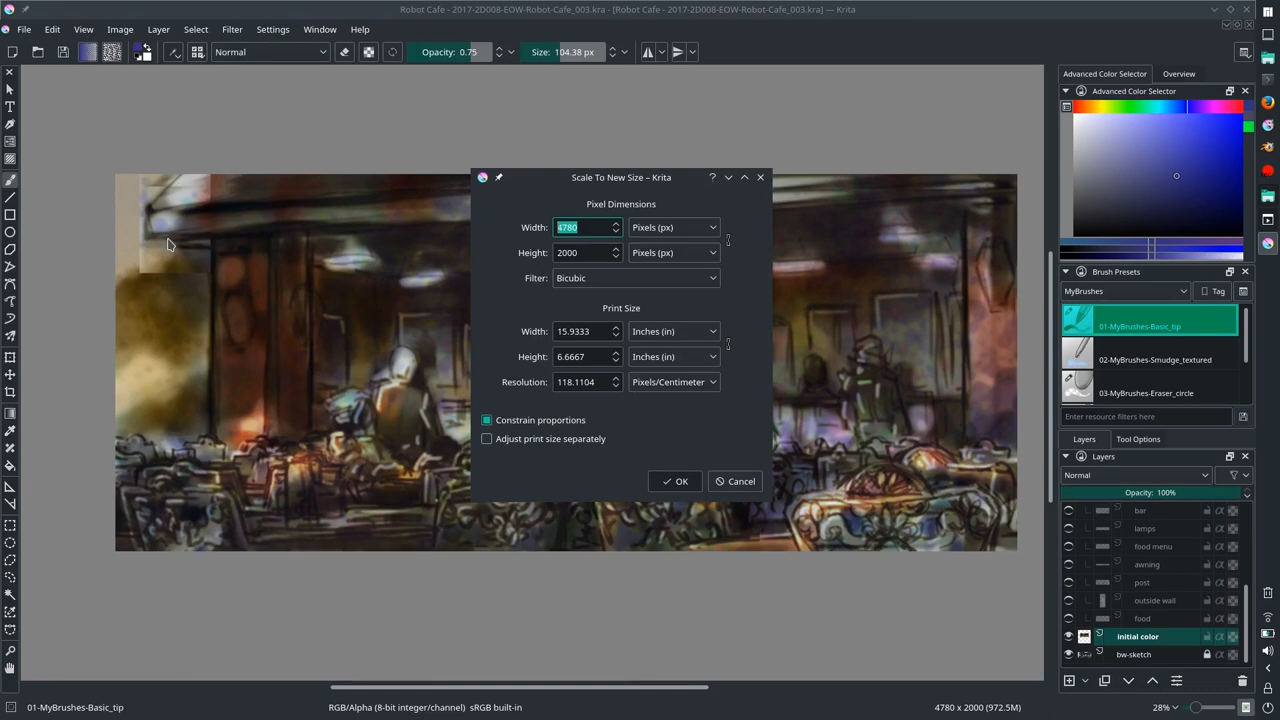 Robot Cafe - 2017-2D008-EOW-Robot-Cafe_003.kra - [Robot Cafe - 2017-2D008-EOW-Robot-Cafe_003.kra] — Krita
File Edit View Image Layer Select Filter Settings Window Help
Normal Opacity: 0.75 Size: 104.38 px
Advanced Color Selector Overview
Advanced Color Selector
Scale To New Size – Krita
Pixel Dimensions
Width: 4780 Pixels (px)
Height: 2000 Pixels (px)
Filter: Bicubic
Print Size
Width: 15.9333 Inches (in)
Height: 6.6667 Inches (in)
Resolution: 118.1104 Pixels/Centimeter
Constrain proportions
Adjust print size separately
OK Cancel
Brush Presets
MyBrushes Tag
01-MyBrushes-Basic_tip
02-MyBrushes-Smudge_textured
03-MyBrushes-Eraser_circle
Enter resource filters here
Layers Tool Options
Layers
Normal
Opacity: 100%
bar
lamps
food menu
awning
post
outside wall
food
initial color
bw-sketch
01-MyBrushes-Basic_tip RGB/Alpha (8-bit integer/channel) sRGB built-in 4780 x 2000 (972.5M) 28%